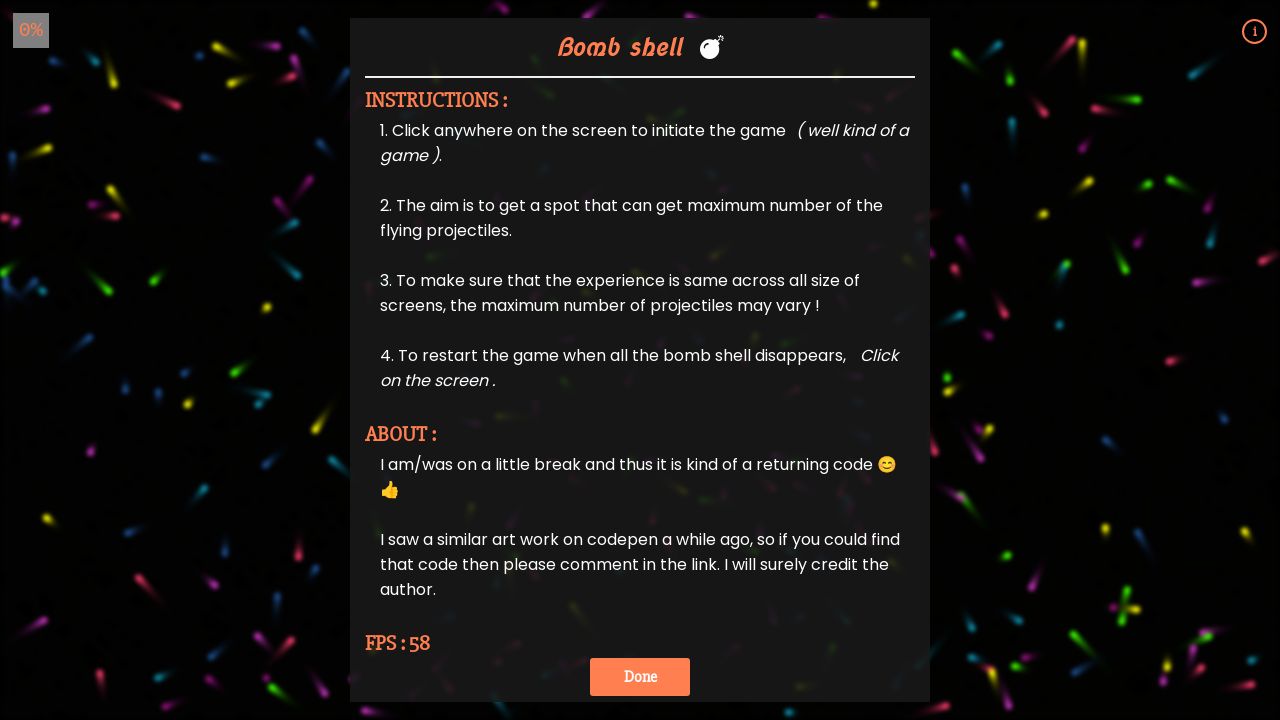 0%
i
Bomb shell 💣
INSTRUCTIONS :
1. Click anywhere on the screen to initiate the game ( well kind of a
game ).
2. The aim is to get a spot that can get maximum number of the
flying projectiles.
3. To make sure that the experience is same across all size of
screens, the maximum number of projectiles may vary !
4. To restart the game when all the bomb shell disappears, Click
on the screen .
ABOUT :
I am/was on a little break and thus it is kind of a returning code 😊
👍
I saw a similar art work on codepen a while ago, so if you could find
that code then please comment in the link. I will surely credit the
author.
FPS : 58
Done